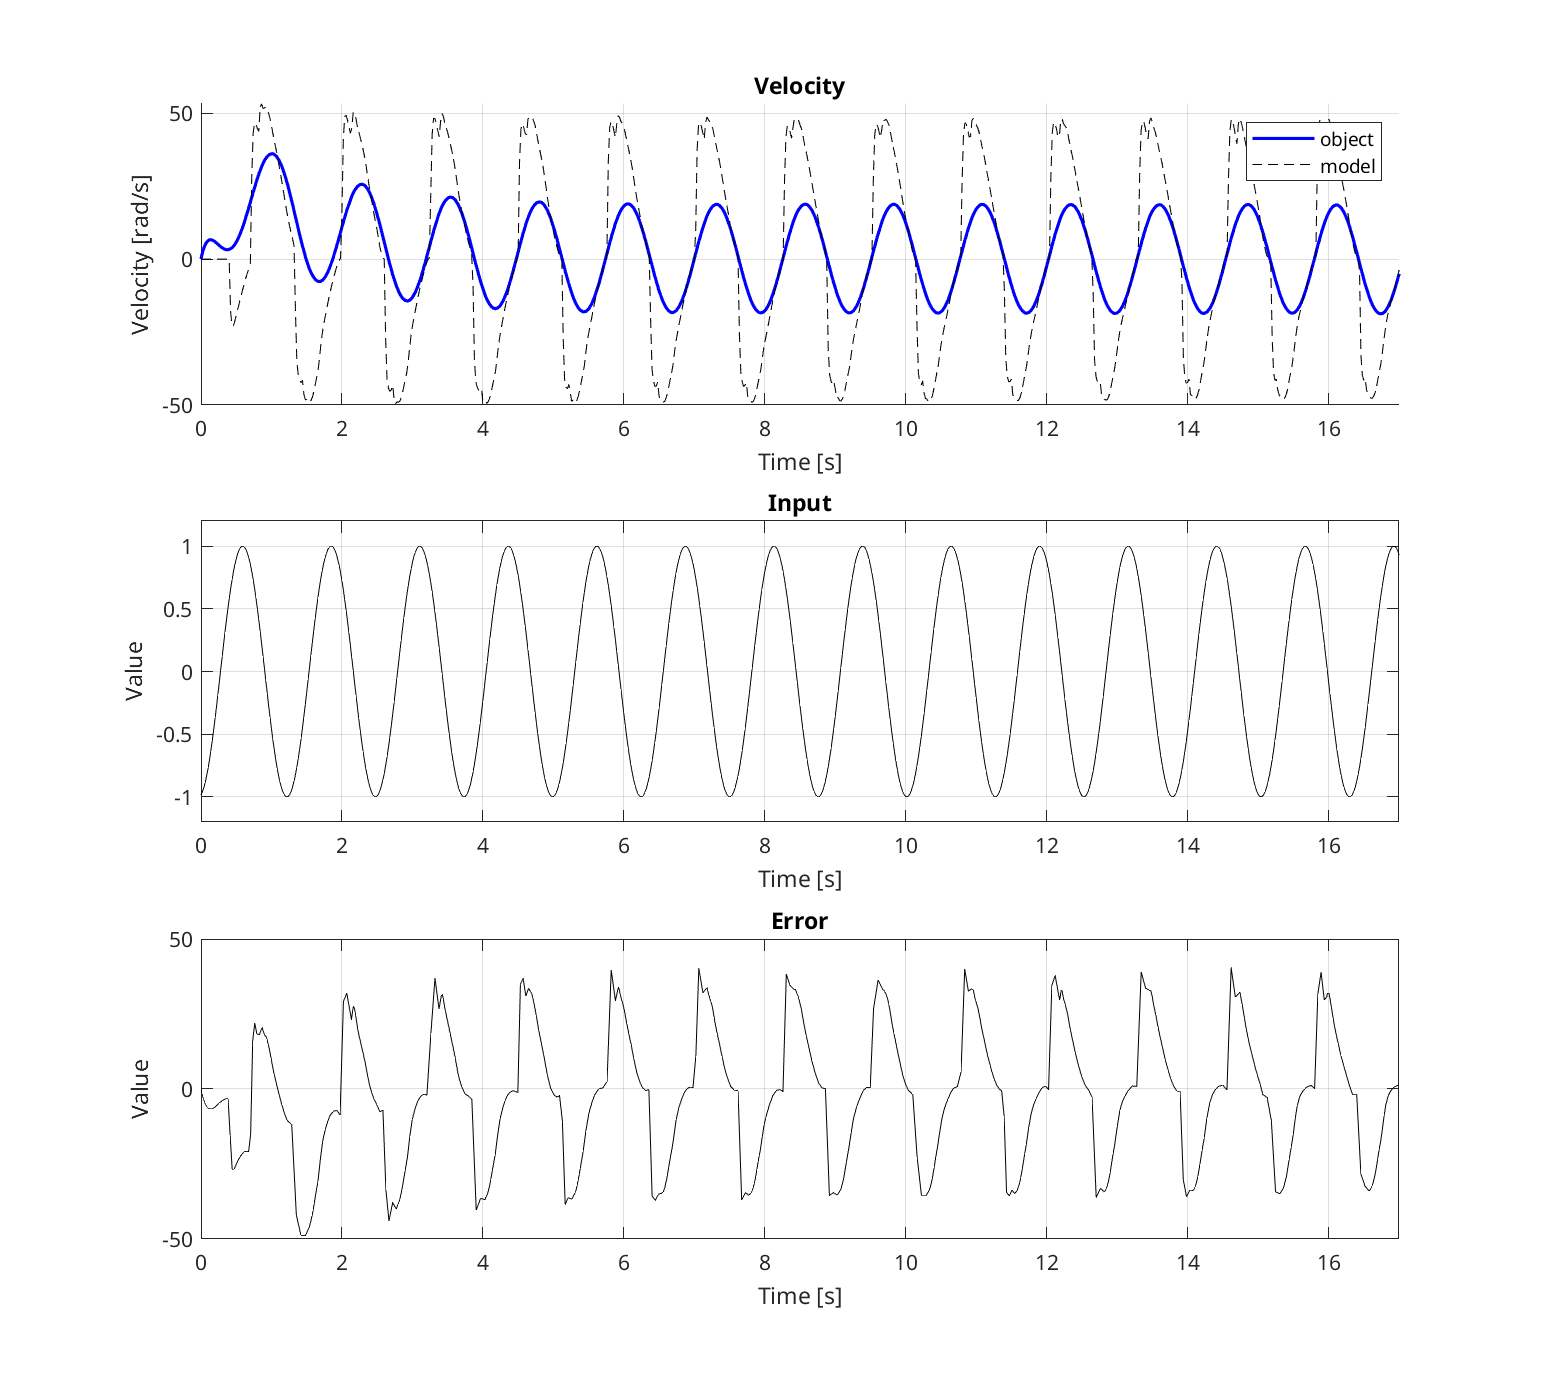 Velocity
Velocity [rad/s]
50
0
-50
object
model
0 2 4 6 8 10 12 14 16
Time [s]
Input
Value
1
0.5
0
-0.5
-1
0 2 4 6 8 10 12 14 16
Time [s]
Error
Value
50
0
-50
0 2 4 6 8 10 12 14 16
Time [s]